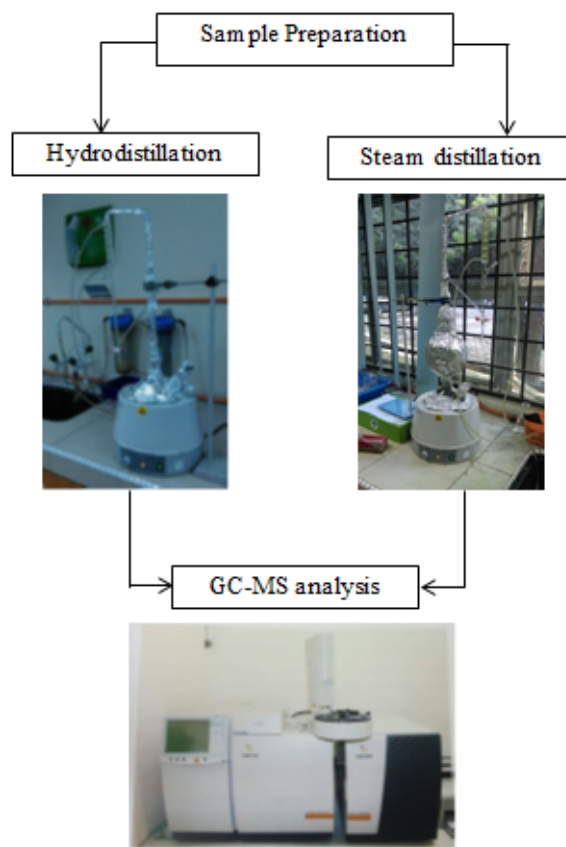 Sample Preparation
Hydrodistillation
Steam distillation
GC-MS analysis